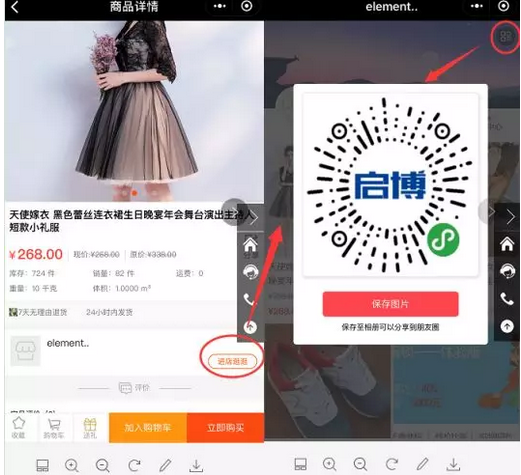 商品详情
天使嫁衣 黑色蕾丝连衣裙生日晚宴年会舞台演出主持人
短款小礼服
¥268.00 现价:¥268.00 原价:¥338.00
库存: 724 件 销量: 82 件 运费: 0
重量: 10 千克 体积: 1.0000 m³
7天无理由退货 24小时内发货
element..
进店逛逛
评价
收藏 购物车 送礼 加入购物车 立即购买
element..
启博
保存图片
保存至相册可以分享到朋友圈